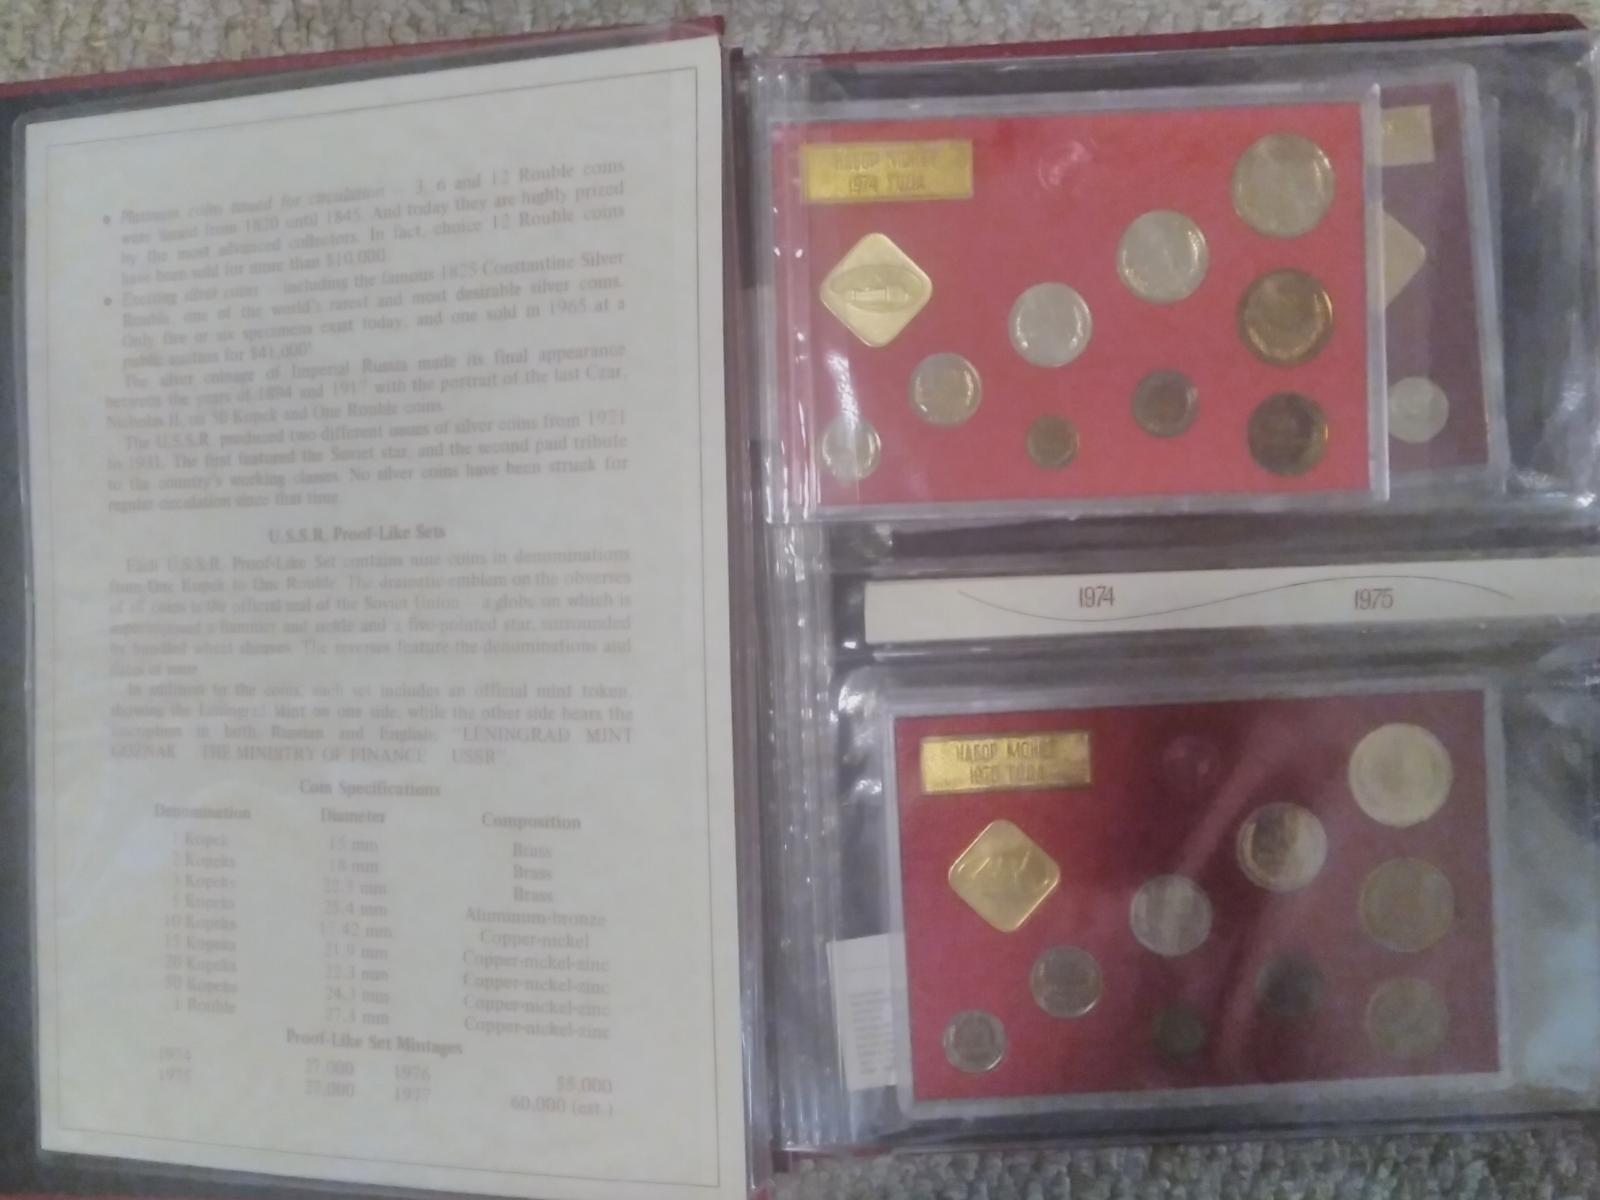 • Platinum coins issued for circulation – 3, 6 and 12 Rouble coins
were issued from 1820 until 1845. And today they are highly prized
by the most advanced collectors. In fact, choice 12 Rouble coins
have been sold for more than $10,000.
• Exciting silver coins – including the famous 1825 Constantine Silver
Rouble, one of the world's rarest and most desirable silver coins.
Only five or six specimens exist today, and one sold in 1965 at a
public auction for $41,000!
The silver coinage of Imperial Russia made its final appearance
between the years of 1894 and 1917 with the portrait of the last Czar,
Nicholas II, on 50 Kopek and One Rouble coins.
The U.S.S.R. produced two different issues of silver coins from 1921
to 1931. The first featured the Soviet star, and the second paid tribute
to the country's working classes. No silver coins have been struck for
regular circulation since that time.
U.S.S.R. Proof-Like Sets
Each U.S.S.R. Proof-Like Set contains nine coins in denominations
from One Kopek to One Rouble. The dramatic emblem on the obverses
of all coins is the official seal of the Soviet Union – a globe on which is
superimposed a hammer and sickle and a five-pointed star, surrounded
by bundled wheat sheaves. The reverses feature the denominations and
dates of issue.
In addition to the coins, each set includes an official mint token,
showing the Leningrad Mint on one side, while the other side bears the
inscription in both Russian and English: "LENINGRAD MINT
GOZNAK THE MINISTRY OF FINANCE USSR".
Coin Specifications
Denomination Diameter Composition
1 Kopek 15 mm Brass
2 Kopeks 18 mm Brass
3 Kopeks 22.3 mm Brass
5 Kopeks 25.4 mm Aluminum-bronze
10 Kopeks 17.42 mm Copper-nickel
15 Kopeks 21.9 mm Copper-nickel-zinc
20 Kopeks 22.3 mm Copper-nickel-zinc
50 Kopeks 24.3 mm Copper-nickel-zinc
1 Rouble 27.3 mm Copper-nickel-zinc
Proof-Like Set Mintages
1974 27,000 1976 55,000
1975 27,000 1977 60,000 (est.)
НАБОР МОНЕТ
1974 ГОДА
1974 1975
НАБОР МОНЕТ
1975 ГОДА